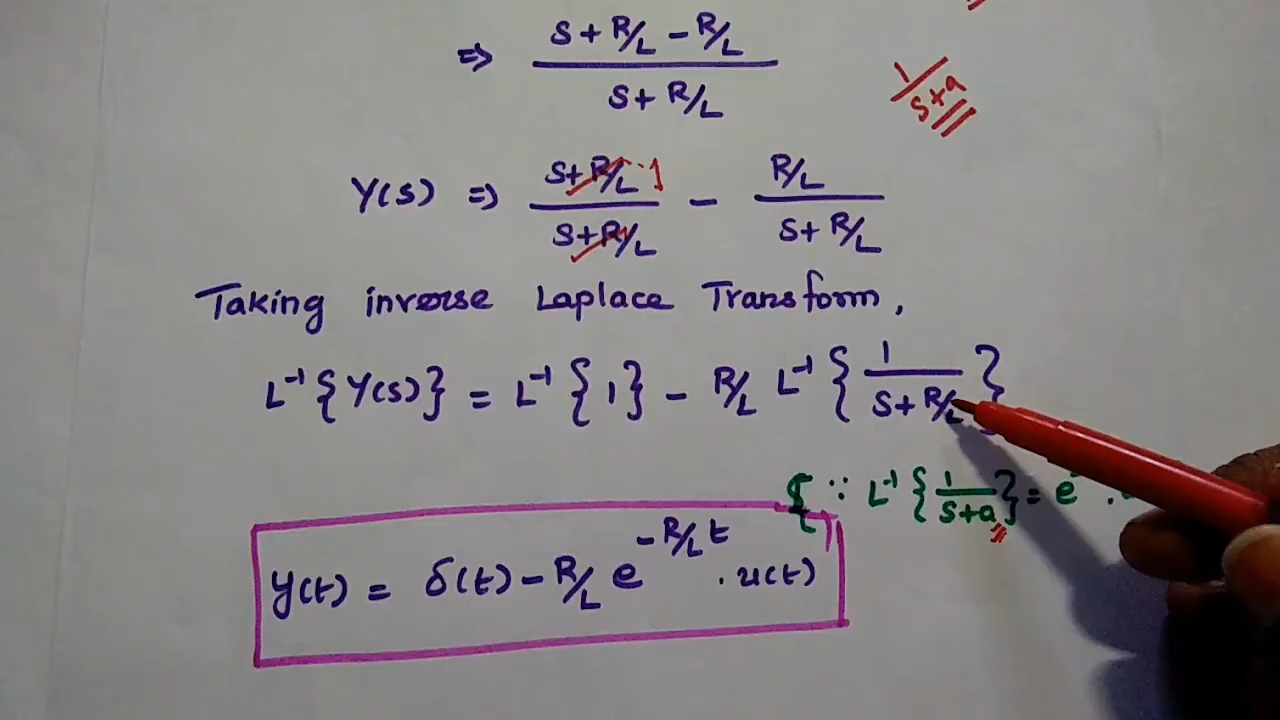 => (S + R/L - R/L) / (S + R/L)
1/(S+a)
Y(S) => (S + R/L)/(S + R/L) · 1 - (R/L)/(S + R/L)
Taking inverse Laplace Transform,
L⁻¹{Y(S)} = L⁻¹{1} - R/L L⁻¹{1/(S + R/L)}
{∵ L⁻¹{1/(S+a)} = e
y(t) = δ(t) - R/L e^(-R/L t) . u(t)